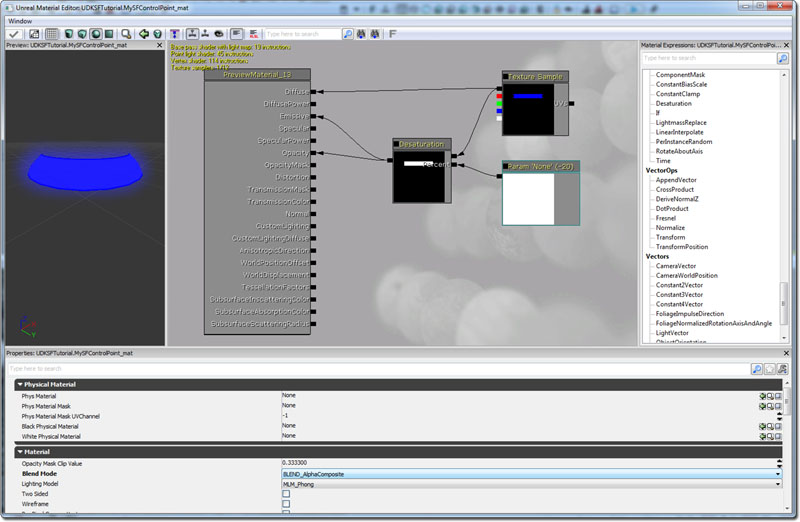 Unreal Material Editor: UDKSFTutorial.MySFControlPoint_mat
Window
Type here to search
Preview: UDKSFTutorial.MySFControlPoint_mat
Base pass shader with light map: 19 instructions
Point light shader: 45 instructions
Vertex shader: 114 instructions
PreviewMaterial_13
Diffuse
DiffusePower
Emissive
Specular
SpecularPower
Opacity
OpacityMask
Distortion
TransmissionMask
TransmissionColor
Normal
CustomLighting
CustomLightingDiffuse
AnisotropicDirection
WorldPositionOffset
WorldDisplacement
TessellationFactors
SubsurfaceInscatteringColor
SubsurfaceAbsorptionColor
SubsurfaceScatteringRadius
Desaturation
Percent
Texture Sample
UVs
Param 'None' (-20)
Z
X
Y
Material Expressions: UDKSFTutorial.MySFControlPoi...
Type here to search
ComponentMask
ConstantBiasScale
ConstantClamp
Desaturation
If
LightmassReplace
LinearInterpolate
PerInstanceRandom
RotateAboutAxis
Time
VectorOps
AppendVector
CrossProduct
DeriveNormalZ
DotProduct
Fresnel
Normalize
Transform
TransformPosition
Vectors
CameraVector
CameraWorldPosition
Constant2Vector
Constant3Vector
Constant4Vector
FoliageImpulseDirection
FoliageNormalizedRotationAxisAndAngle
LightVector
Properties: UDKSFTutorial.MySFControlPoint_mat
Type here to search
Physical Material
Phys Material None
Phys Material Mask None
Phys Material Mask UVChannel -1
Black Physical Material None
White Physical Material None
Material
Opacity Mask Clip Value 0.333300
Blend Mode BLEND_AlphaComposite
Lighting Model MLM_Phong
Two Sided
Wireframe